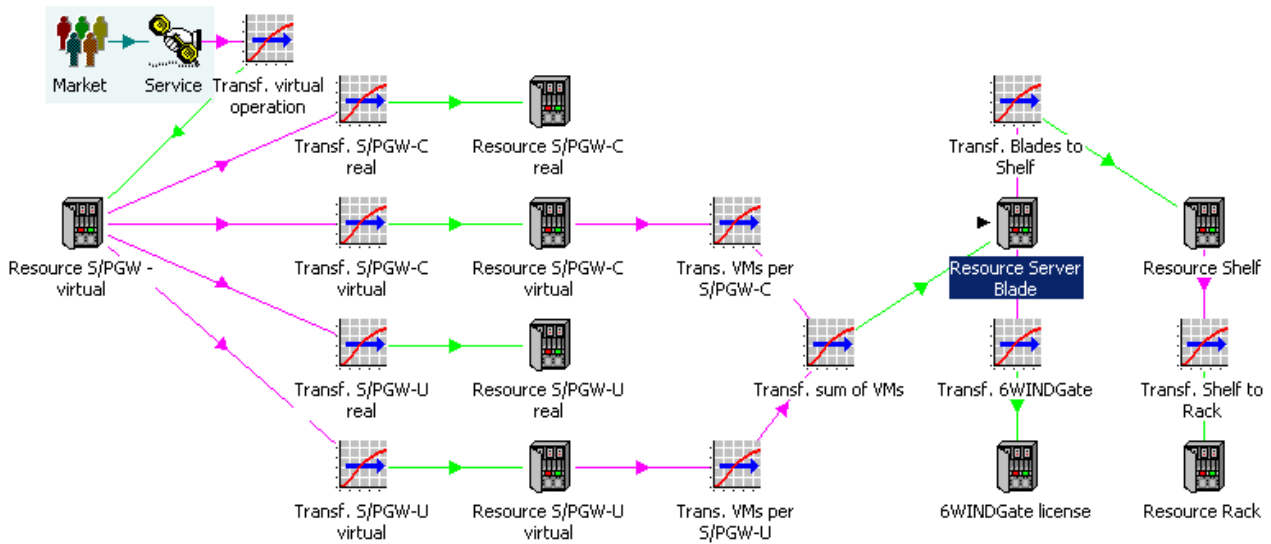 Market
Service
Transf. virtual
operation
Transf. S/PGW-C
real
Resource S/PGW-C
real
Transf. Blades to
Shelf
Resource S/PGW -
virtual
Transf. S/PGW-C
virtual
Resource S/PGW-C
virtual
Trans. VMs per
S/PGW-C
Resource Server
Blade
Resource Shelf
Transf. S/PGW-U
real
Resource S/PGW-U
real
Transf. sum of VMs
Transf. 6WINDGate
Transf. Shelf to
Rack
Transf. S/PGW-U
virtual
Resource S/PGW-U
virtual
Trans. VMs per
S/PGW-U
6WINDGate license
Resource Rack